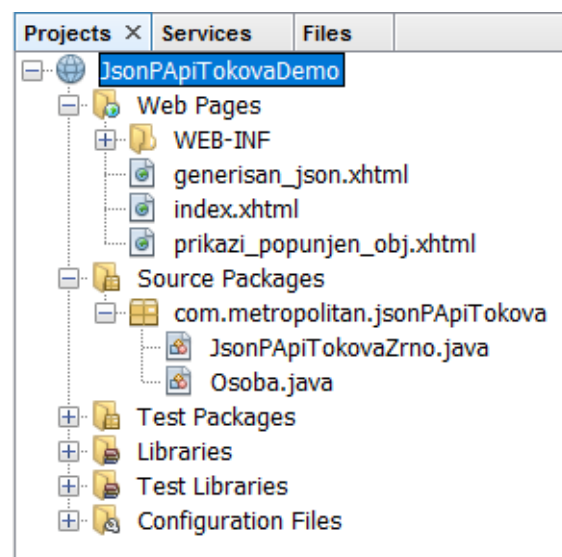 Projects × Services Files
JsonPApiTokovaDemo
Web Pages
WEB-INF
generisan_json.xhtml
index.xhtml
prikazi_popunjen_obj.xhtml
Source Packages
com.metropolitan.jsonPApiTokova
JsonPApiTokovaZrno.java
Osoba.java
Test Packages
Libraries
Test Libraries
Configuration Files